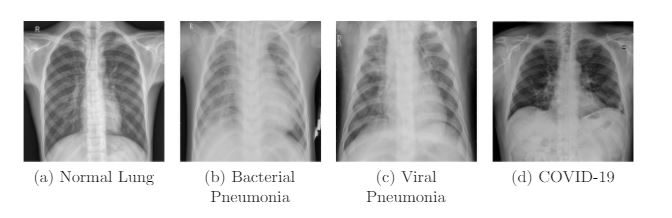 R
R
(a) Normal Lung
(b) Bacterial
Pneumonia
(c) Viral
Pneumonia
(d) COVID-19